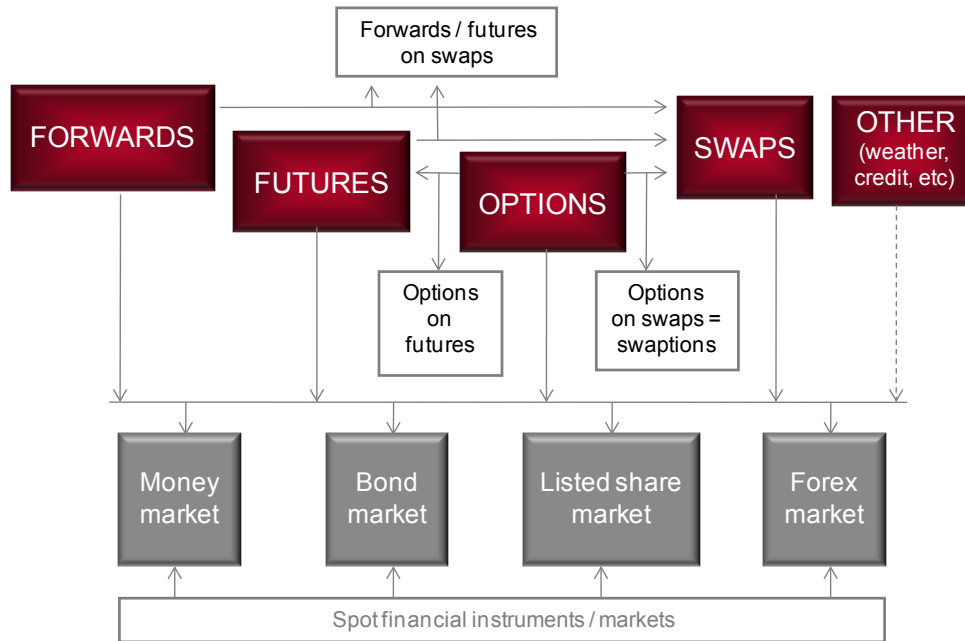 Forwards / futures
on swaps
FORWARDS
FUTURES
OPTIONS
SWAPS
OTHER
(weather,
credit, etc)
Options
on
futures
Options
on swaps =
swaptions
Money
market
Bond
market
Listed share
market
Forex
market
Spot financial instruments / markets